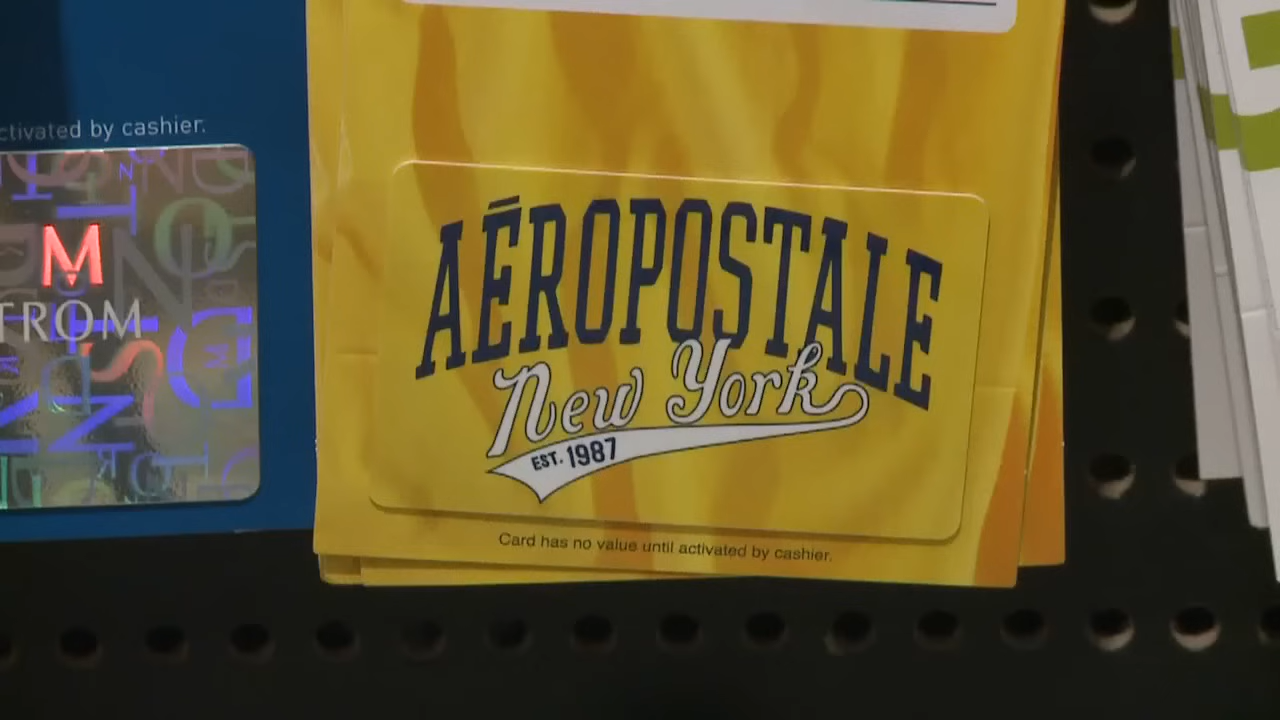 ctivated by cashier.
M
TROM
AÉROPOSTALE
New York
EST. 1987
Card has no value until activated by cashier.